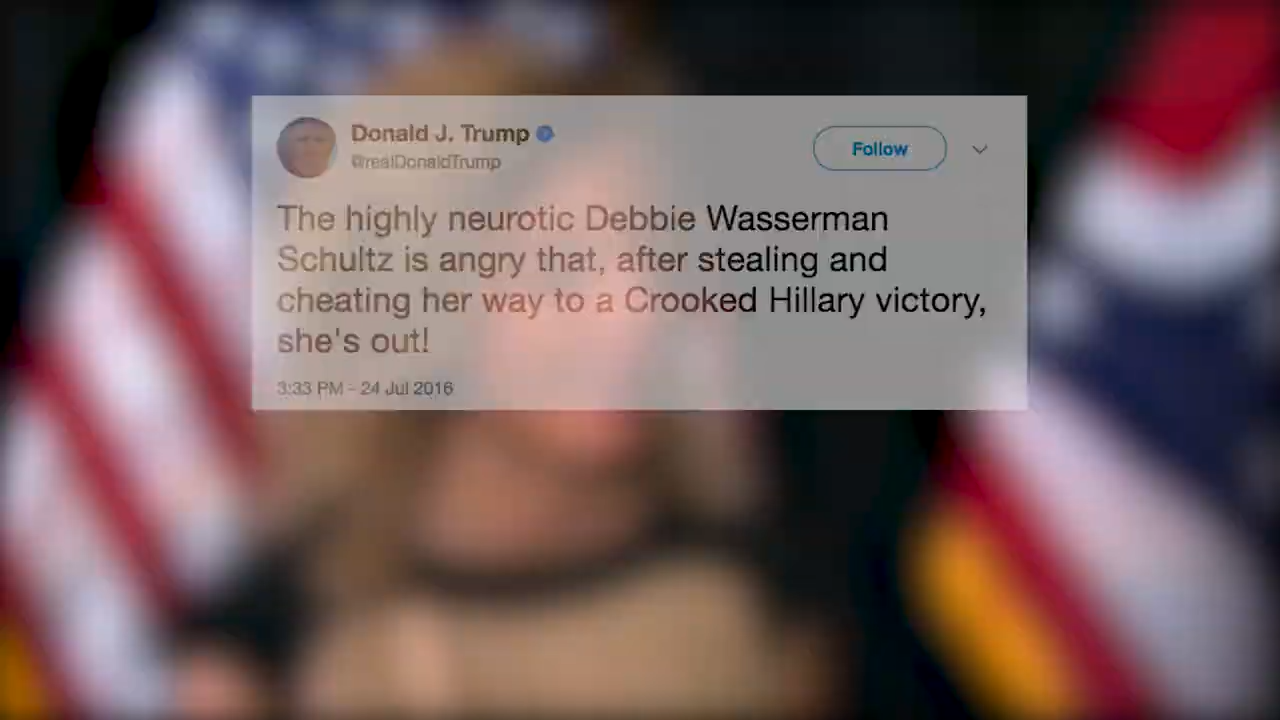 Donald J. Trump
@realDonaldTrump
Follow
The highly neurotic Debbie Wasserman
Schultz is angry that, after stealing and
cheating her way to a Crooked Hillary victory,
she's out!
3:33 PM - 24 Jul 2016